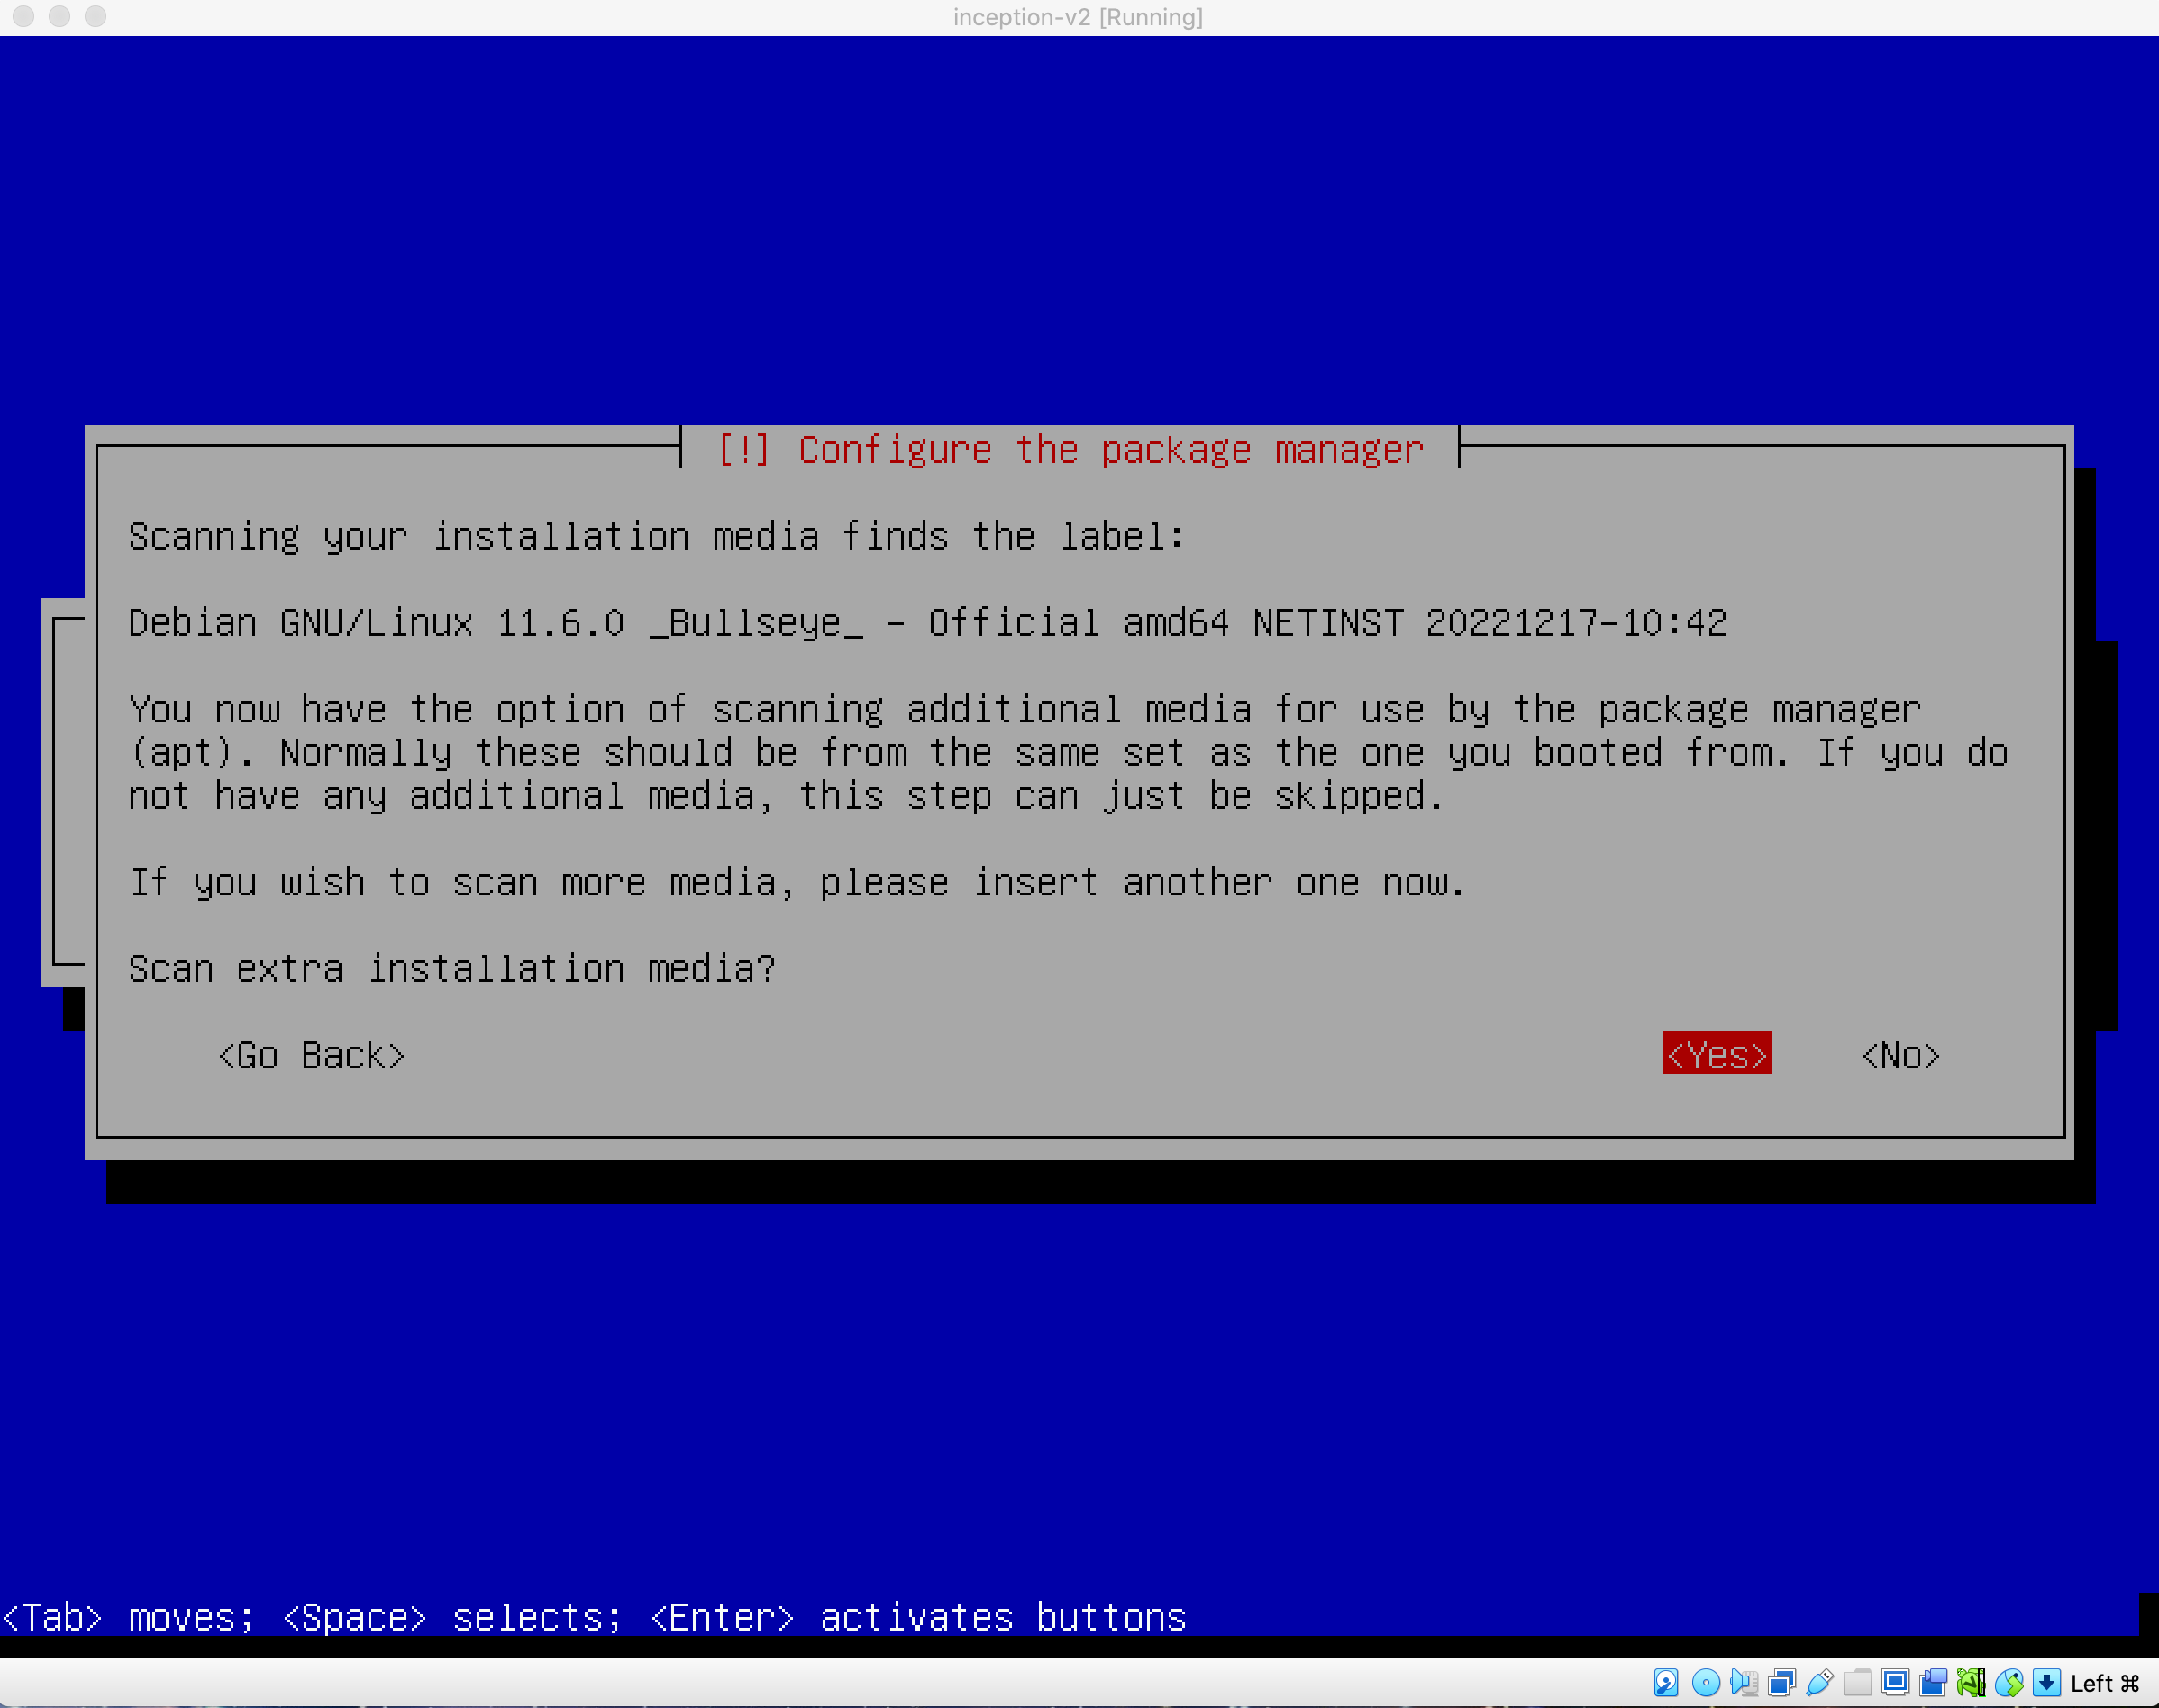 inception-v2 [Running]
[!] Configure the package manager
Scanning your installation media finds the label:
Debian GNU/Linux 11.6.0 _Bullseye_ - Official amd64 NETINST 20221217-10:42
You now have the option of scanning additional media for use by the package manager
(apt). Normally these should be from the same set as the one you booted from. If you do
not have any additional media, this step can just be skipped.
If you wish to scan more media, please insert another one now.
Scan extra installation media?
<Go Back> <Yes> <No>
<Tab> moves; <Space> selects; <Enter> activates buttons
Left ⌘